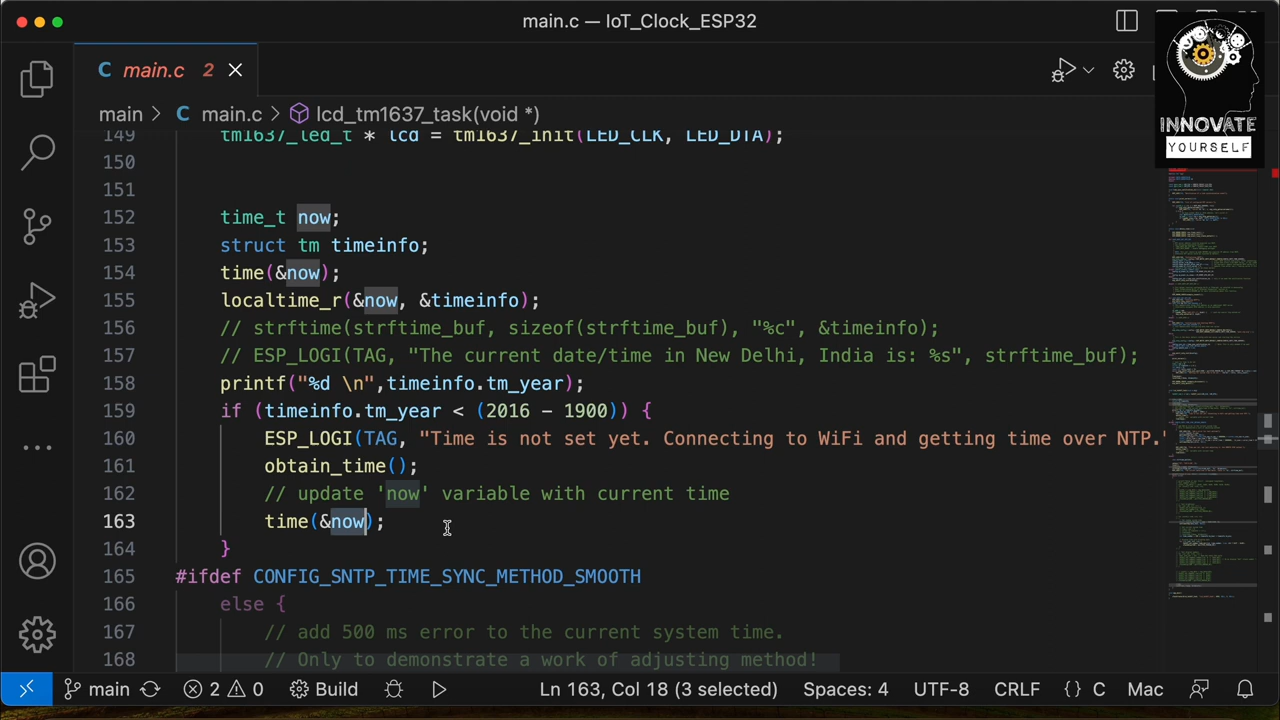 main.c — IoT_Clock_ESP32
C main.c 2
main > C main.c > lcd_tm1637_task(void *)
INNOVATE
YOURSELF
149 tm1637_led_t * lcd = tm1637_init(LED_CLK, LED_DTA);
150
151
152 time_t now;
153 struct tm timeinfo;
154 time(&now);
155 localtime_r(&now, &timeinfo);
156 // strftime(strftime_buf, sizeof(strftime_buf), "%c", &timeinfo);
157 // ESP_LOGI(TAG, "The current date/time in New Delhi, India is: %s", strftime_buf);
158 printf("%d \n",timeinfo.tm_year);
159 if (timeinfo.tm_year < (2016 - 1900)) {
160 ESP_LOGI(TAG, "Time is not set yet. Connecting to WiFi and getting time over NTP."
161 obtain_time();
162 // update 'now' variable with current time
163 time(&now);
164 }
165 #ifdef CONFIG_SNTP_TIME_SYNC_METHOD_SMOOTH
166 else {
167 // add 500 ms error to the current system time.
168 // Only to demonstrate a work of adjusting method!
main 2 0 Build Ln 163, Col 18 (3 selected) Spaces: 4 UTF-8 CRLF {} C Mac